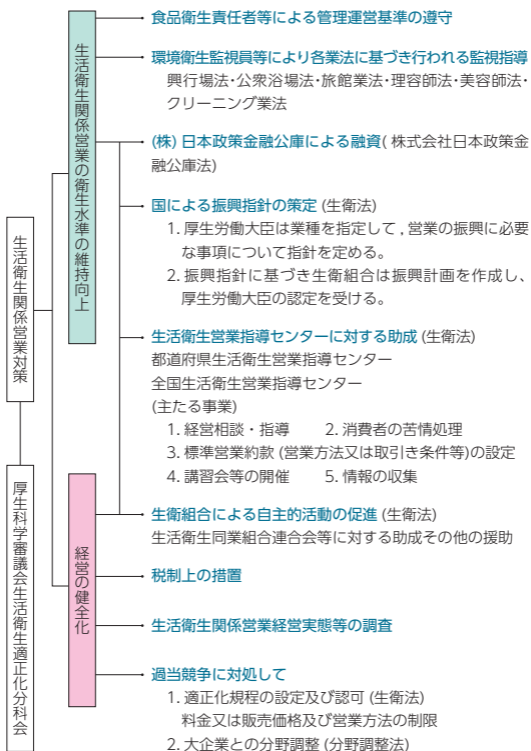 生活衛生関係営業対策
厚生科学審議会生活衛生適正化分科会
生活衛生関係営業の衛生水準の維持向上
経営の健全化
食品衛生責任者等による管理運営基準の遵守
環境衛生監視員等により各業法に基づき行われる監視指導
興行場法・公衆浴場法・旅館業法・理容師法・美容師法・
クリーニング業法
(株) 日本政策金融公庫による融資( 株式会社日本政策金
融公庫法)
国による振興指針の策定 (生衛法)
1. 厚生労働大臣は業種を指定して , 営業の振興に必要
な事項について指針を定める。
2. 振興指針に基づき生衛組合は振興計画を作成し、
厚生労働大臣の認定を受ける。
生活衛生営業指導センターに対する助成 (生衛法)
都道府県生活衛生営業指導センター
全国生活衛生営業指導センター
(主たる事業)
1. 経営相談・指導 2. 消費者の苦情処理
3. 標準営業約款 (営業方法又は取引き条件等)の設定
4. 講習会等の開催 5. 情報の収集
生衛組合による自主的活動の促進 (生衛法)
生活衛生同業組合連合会等に対する助成その他の援助
税制上の措置
生活衛生関係営業経営実態等の調査
過当競争に対処して
1. 適正化規程の設定及び認可 (生衛法)
料金又は販売価格及び営業方法の制限
2. 大企業との分野調整 (分野調整法)